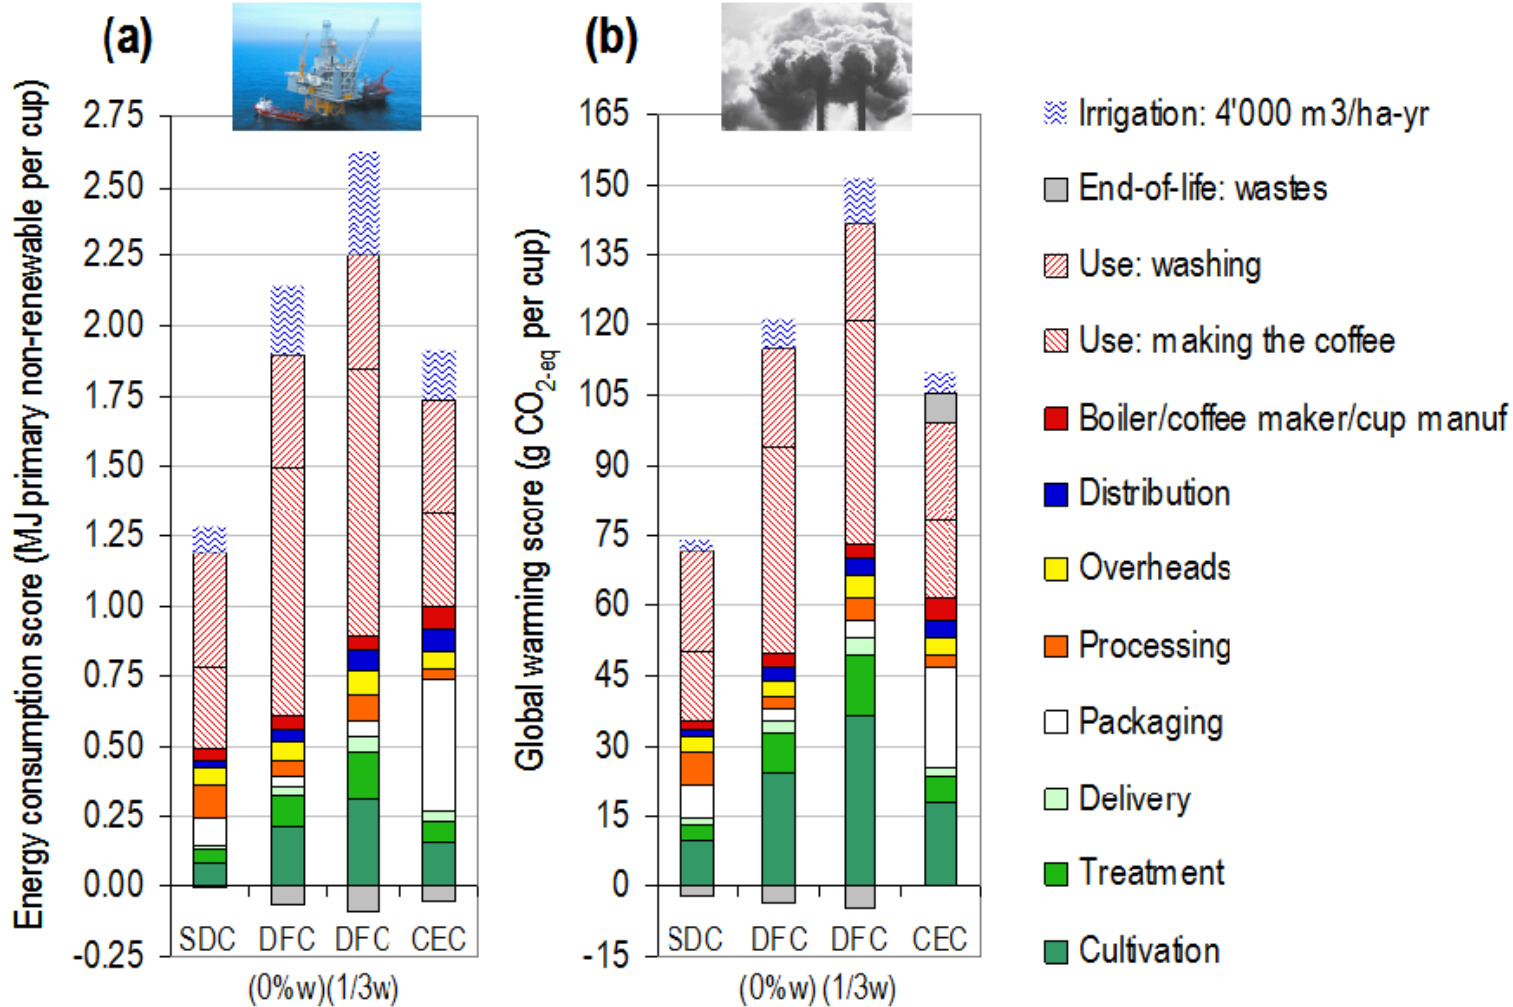 (a)
(b)
Energy consumption score (MJ primary non-renewable per cup)
2.75
2.50
2.25
2.00
1.75
1.50
1.25
1.00
0.75
0.50
0.25
0.00
-0.25
SDC DFC DFC CEC
(0%w)(1/3w)
Global warming score (g CO2-eq per cup)
165
150
135
120
105
90
75
60
45
30
15
0
-15
SDC DFC DFC CEC
(0%w) (1/3w)
Irrigation: 4'000 m3/ha-yr
End-of-life: wastes
Use: washing
Use: making the coffee
Boiler/coffee maker/cup manuf
Distribution
Overheads
Processing
Packaging
Delivery
Treatment
Cultivation